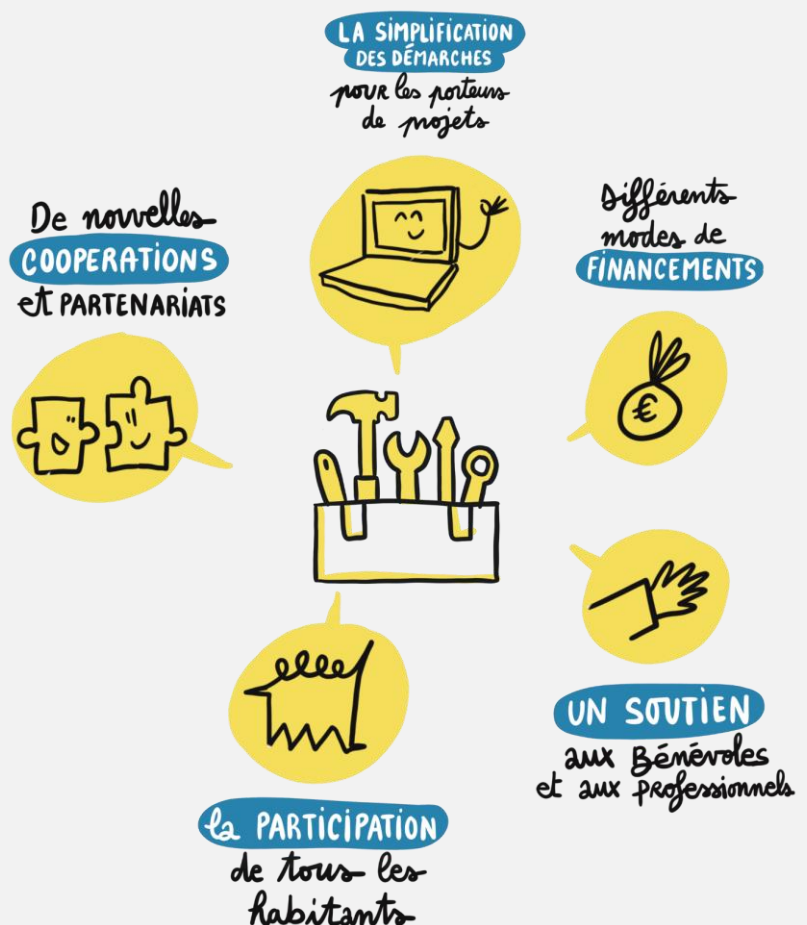 LA SIMPLIFICATION
DES DÉMARCHES
pour les porteurs
de projets
De nouvelles
COOPERATIONS
et PARTENARIATS
Différents
modes de
FINANCEMENTS
€
UN SOUTIEN
aux Bénévoles
et aux professionnels
la PARTICIPATION
de tous les
habitants